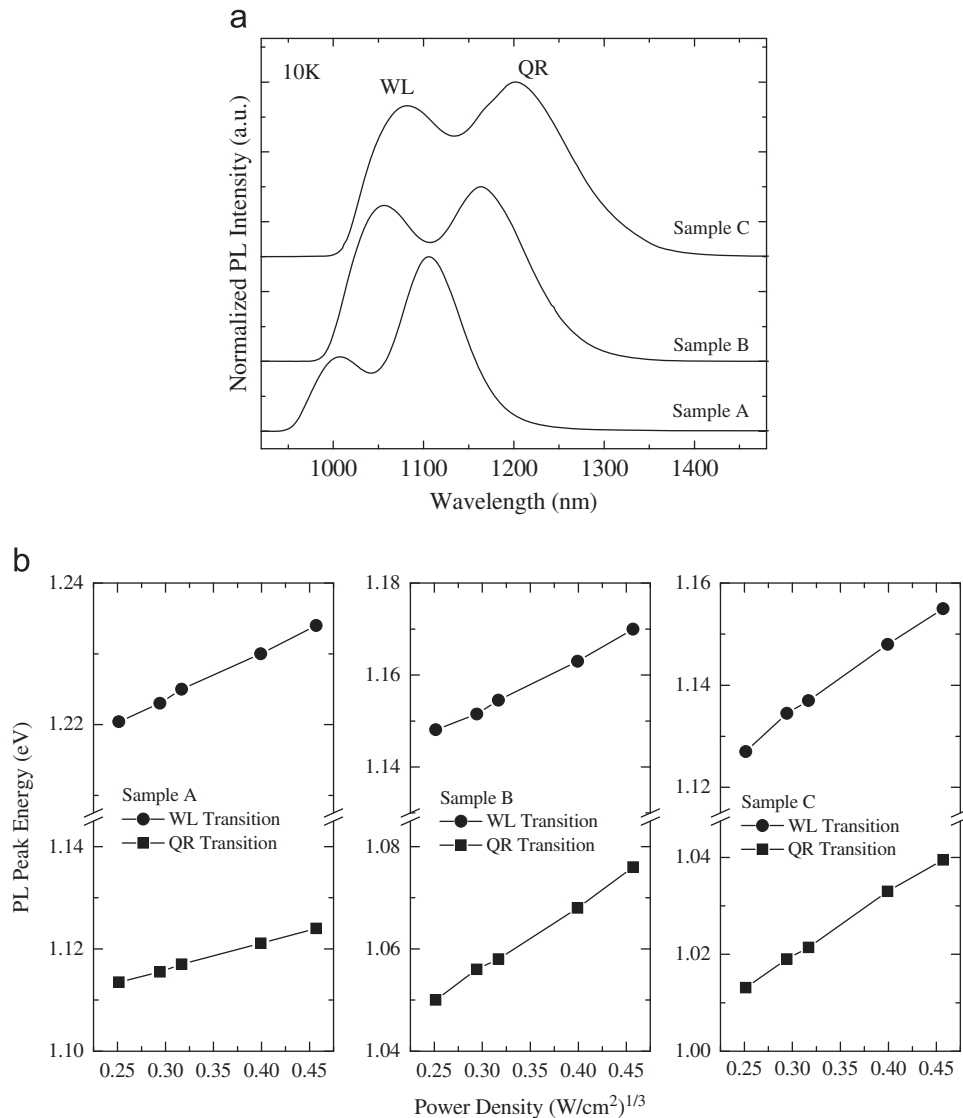 a
10K
WL
QR
Sample C
Sample B
Sample A
Normalized PL Intensity (a.u.)
1000 1100 1200 1300 1400
Wavelength (nm)
b
1.24
1.22
1.14
1.12
1.10
Sample A
WL Transition
QR Transition
0.25 0.30 0.35 0.40 0.45
1.18
1.16
1.14
1.08
1.06
1.04
Sample B
WL Transition
QR Transition
0.25 0.30 0.35 0.40 0.45
1.16
1.14
1.12
1.04
1.02
1.00
Sample C
WL Transition
QR Transition
0.25 0.30 0.35 0.40 0.45
PL Peak Energy (eV)
Power Density (W/cm²)¹/³